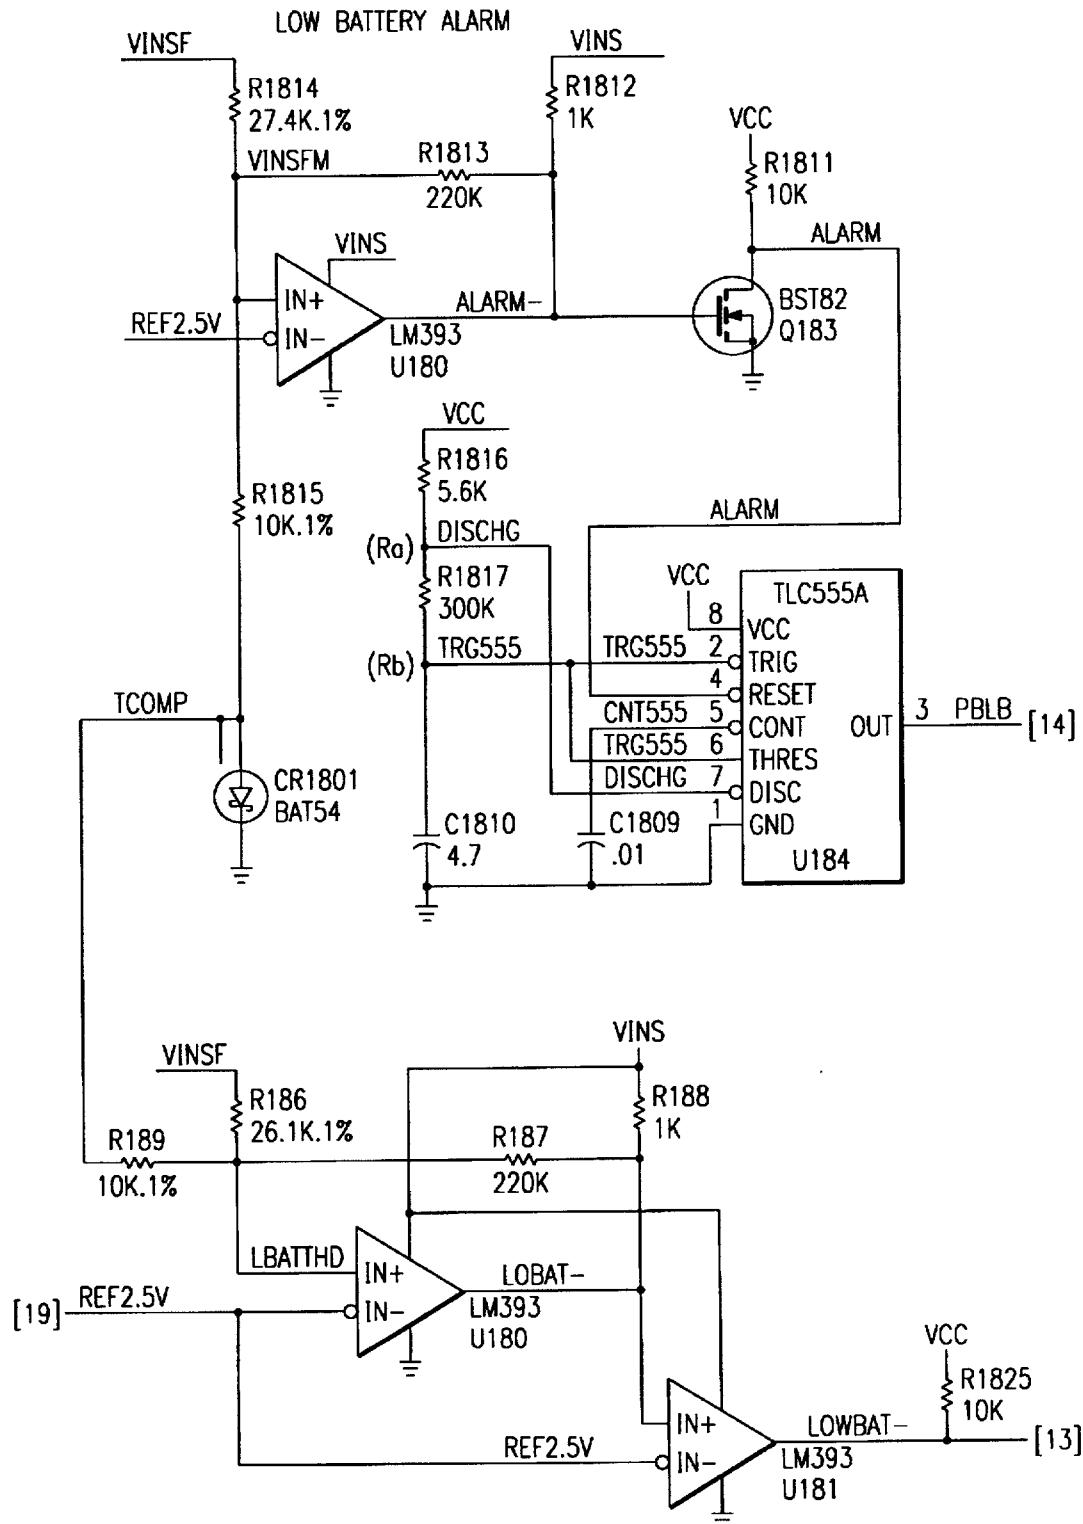 LOW BATTERY ALARM
VINSF
VINS
R1814
27.4K.1%
R1812
1K
VCC
VINSFM
R1813
220K
R1811
10K
VINS
ALARM
IN+
ALARM-
BST82
Q183
REF2.5V
IN-
LM393
U180
VCC
R1816
5.6K
R1815
10K.1%
ALARM
(Ra)
DISCHG
R1817
300K
VCC
TLC555A
8
VCC
(Rb)
TRG555
TRG555
2
TRIG
4
RESET
TCOMP
CNT555
5
CONT
OUT
3
PBLB
[14]
TRG555
6
THRES
CR1801
BAT54
DISCHG
7
DISC
C1810
4.7
C1809
.01
1
GND
U184
VINS
VINSF
R186
26.1K.1%
R188
1K
R189
10K.1%
R187
220K
LBATTHD
IN+
LOBAT-
[19]
REF2.5V
IN-
LM393
U180
VCC
R1825
10K
IN+
LOWBAT-
[13]
REF2.5V
IN-
LM393
U181